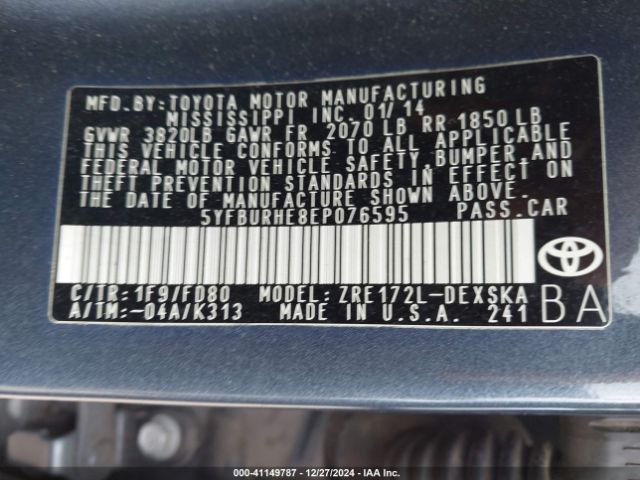 MFD.BY:TOYOTA MOTOR MANUFACTURING
MISSISSIPPI INC. 01/14
GVWR 3820LB GAWR FR 2070 LB RR 1850 LB
THIS VEHICLE CONFORMS TO ALL APPLICABLE
FEDERAL MOTOR VEHICLE SAFETY,BUMPER,AND
THEFT PREVENTION STANDARDS IN EFFECT ON
THE DATE OF MANUFACTURE SHOWN ABOVE.
5YFBURHE8EP076595 PASS.CAR
C/TR:1F9/FD80 MODEL:ZRE172L-DEXSKA
A/TM:-04A/K313 MADE IN U.S.A. 241
BA
000-41149787 - 12/27/2024 - IAA Inc.